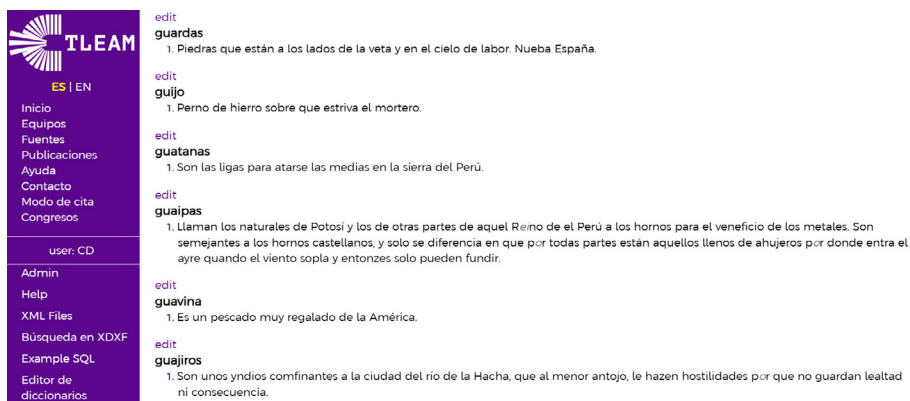 TLEAM
ES | EN
Inicio
Equipos
Fuentes
Publicaciones
Ayuda
Contacto
Modo de cita
Congresos
user: CD
Admin
Help
XML Files
Búsqueda en XDXF
Example SQL
Editor de
diccionarios
edit
guardas
1. Piedras que están a los lados de la veta y en el cielo de labor. Nueba España.
edit
guijo
1. Perno de hierro sobre que estriva el mortero.
edit
guatanas
1. Son las ligas para atarse las medias en la sierra del Perú.
edit
guaipas
1. Llaman los naturales de Potosí y los de otras partes de aquel Reino de el Perú a los hornos para el veneficio de los metales. Son
semejantes a los hornos castellanos, y solo se diferencia en que por todas partes están aquellos llenos de ahujeros por donde entra el
ayre quando el viento sopla y entonzes solo pueden fundir.
edit
guavina
1. Es un pescado muy regalado de la América.
edit
guajiros
1. Son unos yndios comfinantes a la ciudad del río de la Hacha, que al menor antojo, le hazen hostilidades por que no guardan lealtad
ni consecuencia.